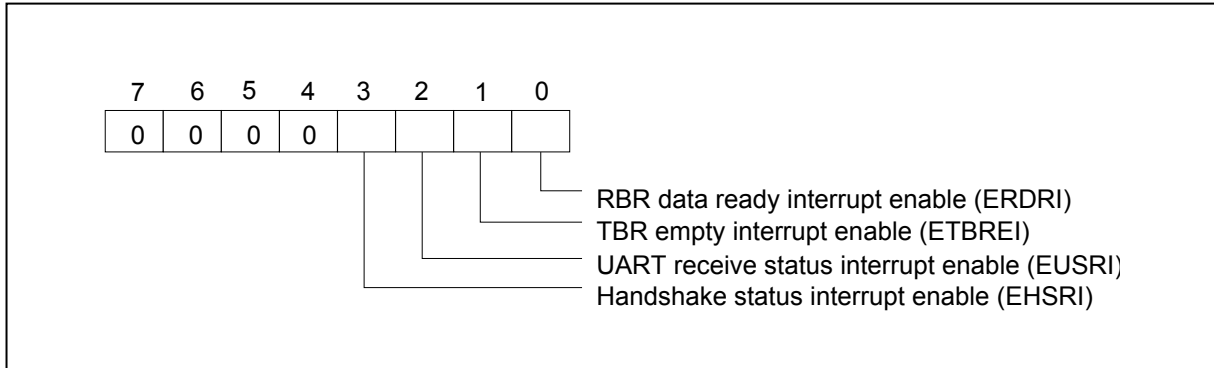 7 6 5 4 3 2 1 0
0 0 0 0
RBR data ready interrupt enable (ERDRI)
TBR empty interrupt enable (ETBREI)
UART receive status interrupt enable (EUSRI)
Handshake status interrupt enable (EHSRI)